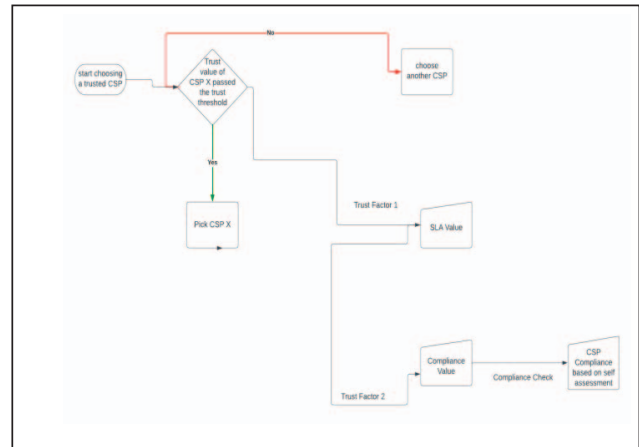 No
start choosing
a trusted CSP
Trust
value of
CSP X passed
the trust
threshold
choose
another CSP
Yes
Pick CSP X
Trust Factor 1
SLA Value
Compliance
Value
Compliance Check
CSP
Compliance
based on self
assessment
Trust Factor 2